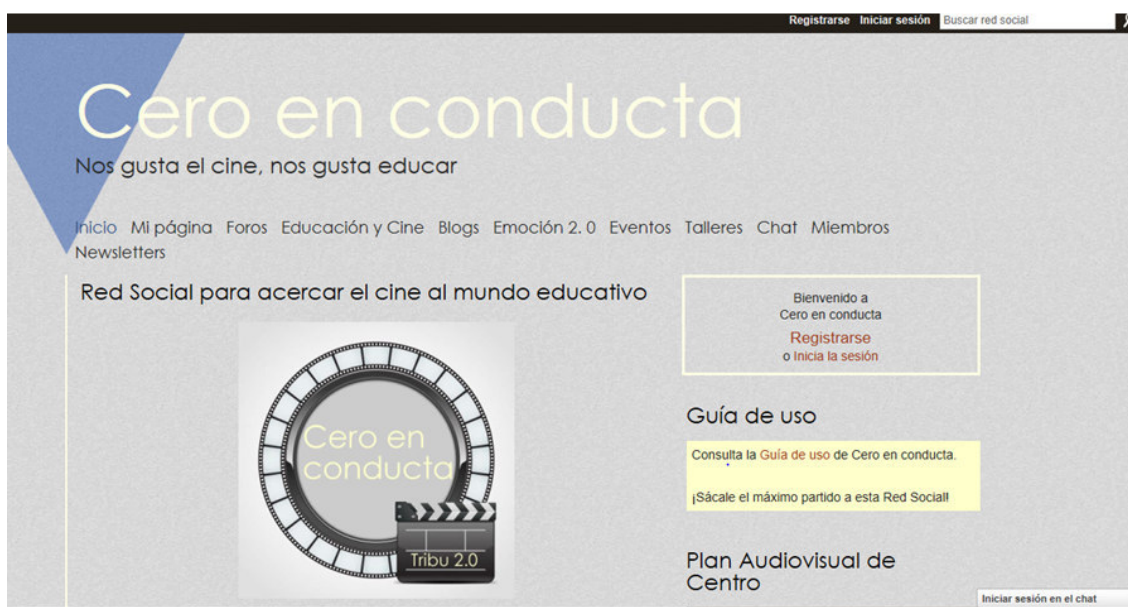 Registrarse Iniciar sesión Buscar red social
Cero en conducta
Nos gusta el cine, nos gusta educar
Inicio Mi página Foros Educación y Cine Blogs Emoción 2.0 Eventos Talleres Chat Miembros
Newsletters
Red Social para acercar el cine al mundo educativo
Cero en
conducta
Tribu 2.0
Bienvenido a
Cero en conducta
Registrarse
o Inicia la sesión
Guía de uso
Consulta la Guía de uso de Cero en conducta.
¡Sácale el máximo partido a esta Red Social!
Plan Audiovisual de
Centro
Iniciar sesión en el chat